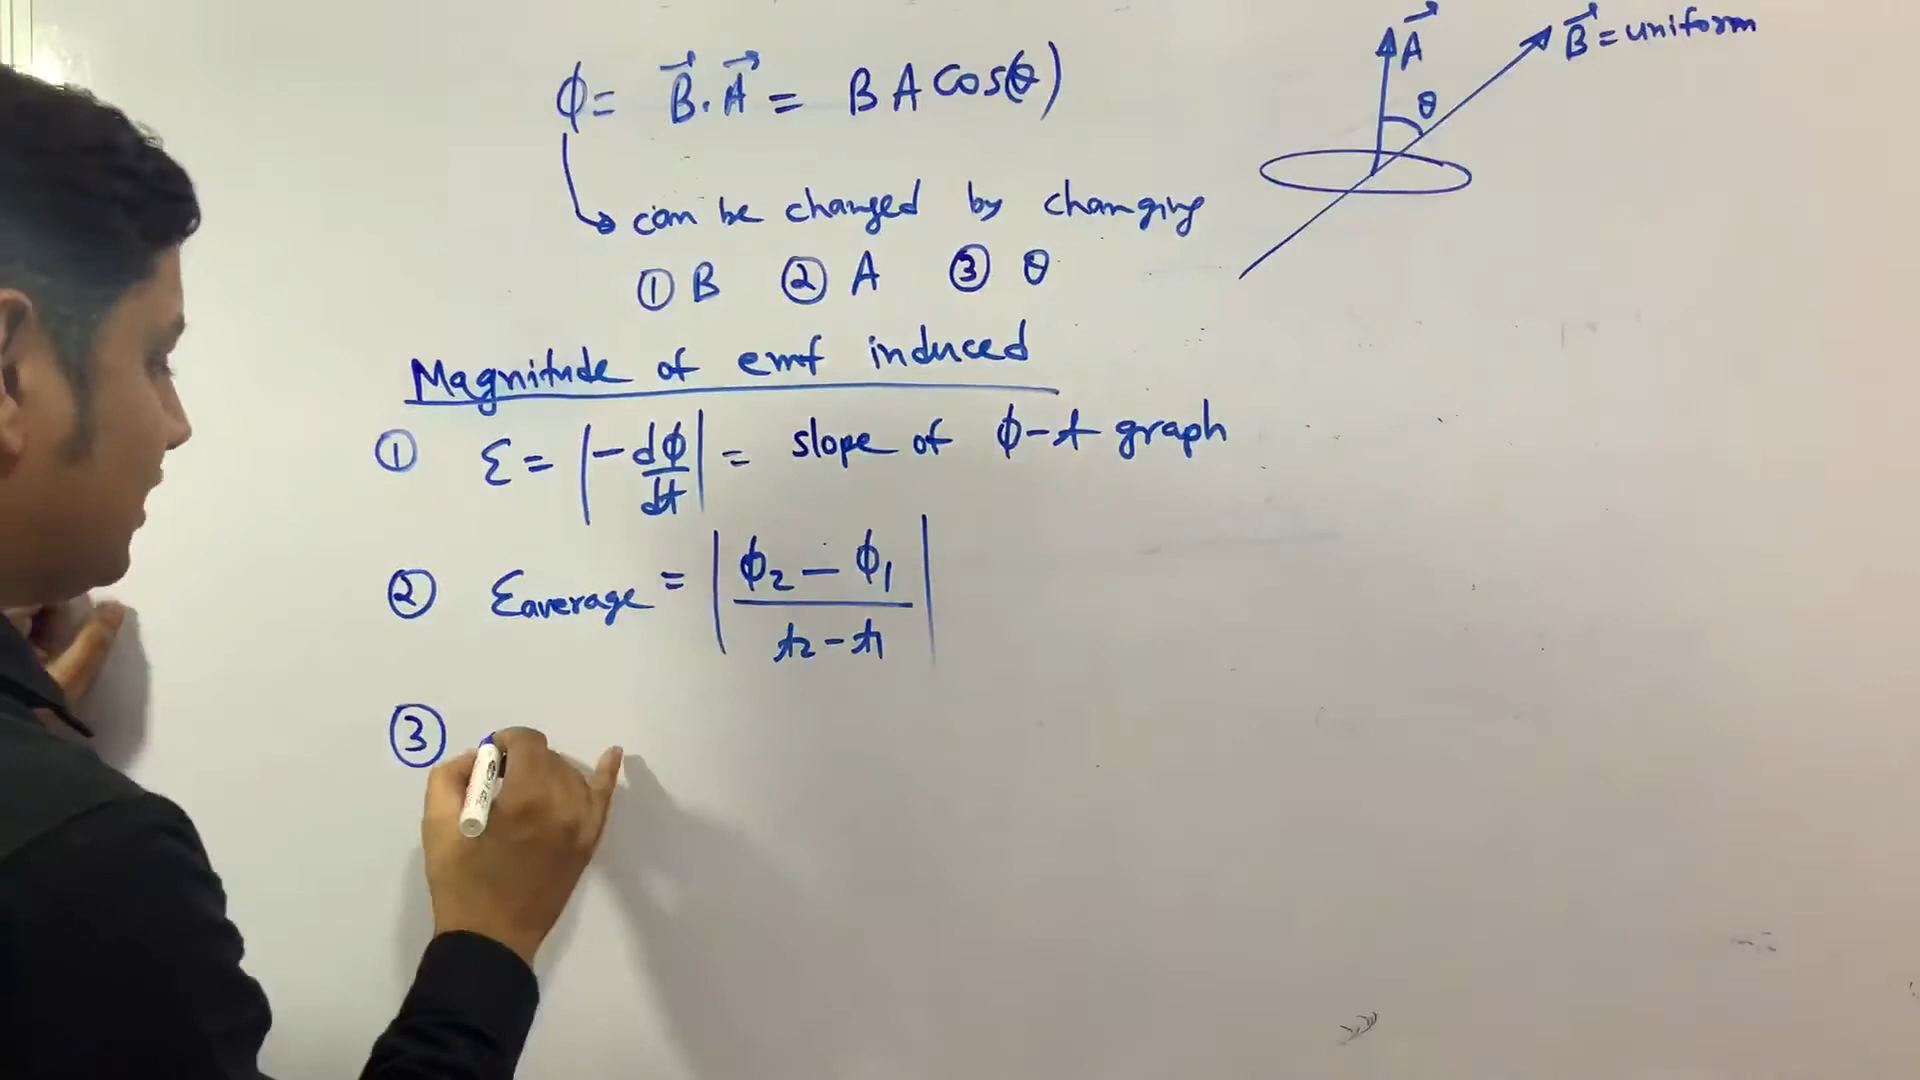 ϕ = B⃗ . A⃗ = B A cos(θ)
A⃗
B⃗ = uniform
θ
can be changed by changing
① B ② A ③ θ
Magnitude of emf induced
① Ɛ = |-dϕ/dt| = slope of ϕ-t graph
② Ɛaverage = |ϕ2 - ϕ1 / t2 - t1|
③